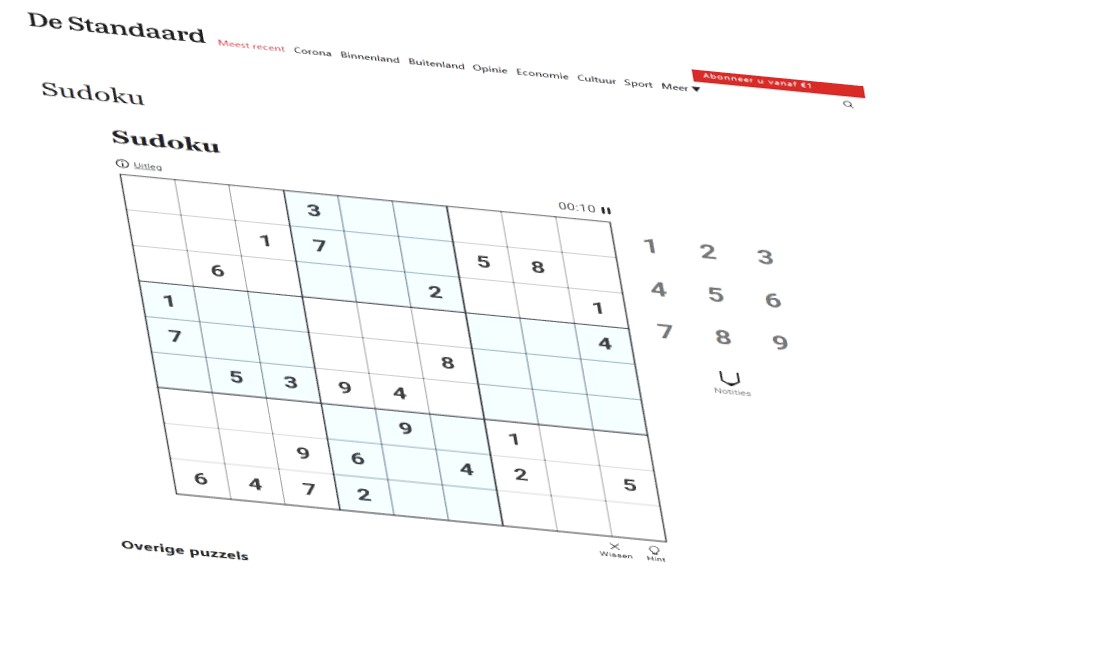 De Standaard
Meest recent Corona Binnenland Buitenland Opinie Economie Cultuur Sport Meer
Abonneer u vanaf €1
Sudoku
Sudoku
Uitleg
00:10
3
1 7 5 8
6 2 1
1 4
7 8
5 3 9 4
9 1
9 6 4 2 5
6 4 7 2
1 2 3
4 5 6
7 8 9
Notities
Wissen Hint
Overige puzzels